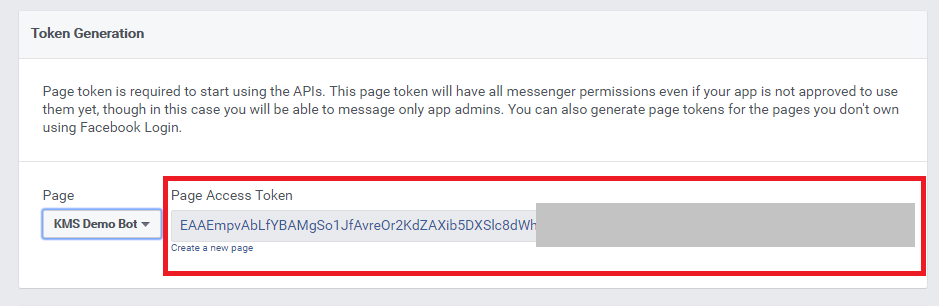 Token Generation
Page token is required to start using the APIs. This page token will have all messenger permissions even if your app is not approved to use
them yet, though in this case you will be able to message only app admins. You can also generate page tokens for the pages you don't own
using Facebook Login.
Page
Page Access Token
KMS Demo Bot
EAAEmpvAbLfYBAMgSo1JfAvreOr2KdZAXib5DXSlc8dWh
Create a new page